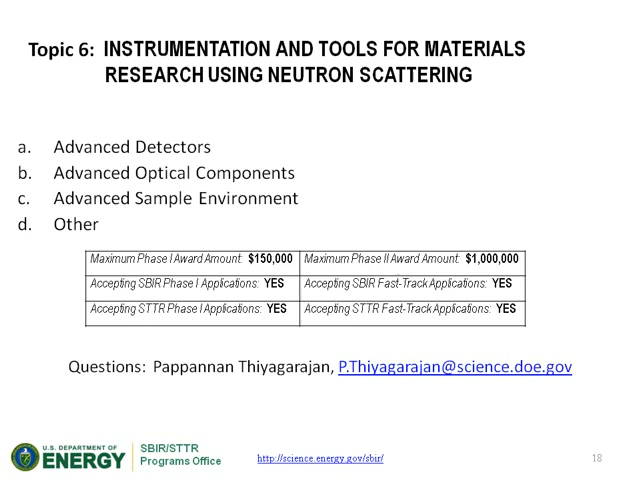 Topic 6: INSTRUMENTATION AND TOOLS FOR MATERIALS
RESEARCH USING NEUTRON SCATTERING
a. Advanced Detectors
b. Advanced Optical Components
c. Advanced Sample Environment
d. Other
Maximum Phase I Award Amount: $150,000 Maximum Phase II Award Amount: $1,000,000
Accepting SBIR Phase I Applications: YES Accepting SBIR Fast-Track Applications: YES
Accepting STTR Phase I Applications: YES Accepting STTR Fast-Track Applications: YES
Questions: Pappannan Thiyagarajan, P.Thiyagarajan@science.doe.gov
U.S. DEPARTMENT OF
ENERGY
SBIR/STTR
Programs Office
http://science.energy.gov/sbir/
18